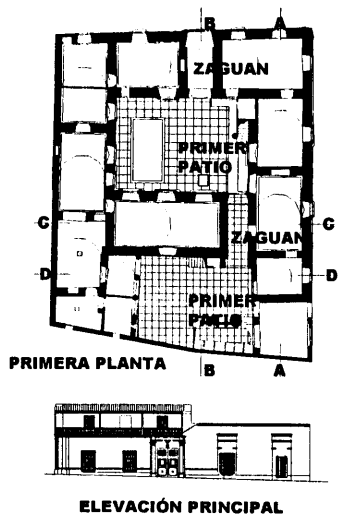 B
A
ZAGUAN
PRIMER
PATIO
C
ZAGUAN
C
D
D
PRIMER
PATIO
B
A
PRIMERA PLANTA
ELEVACIÓN PRINCIPAL